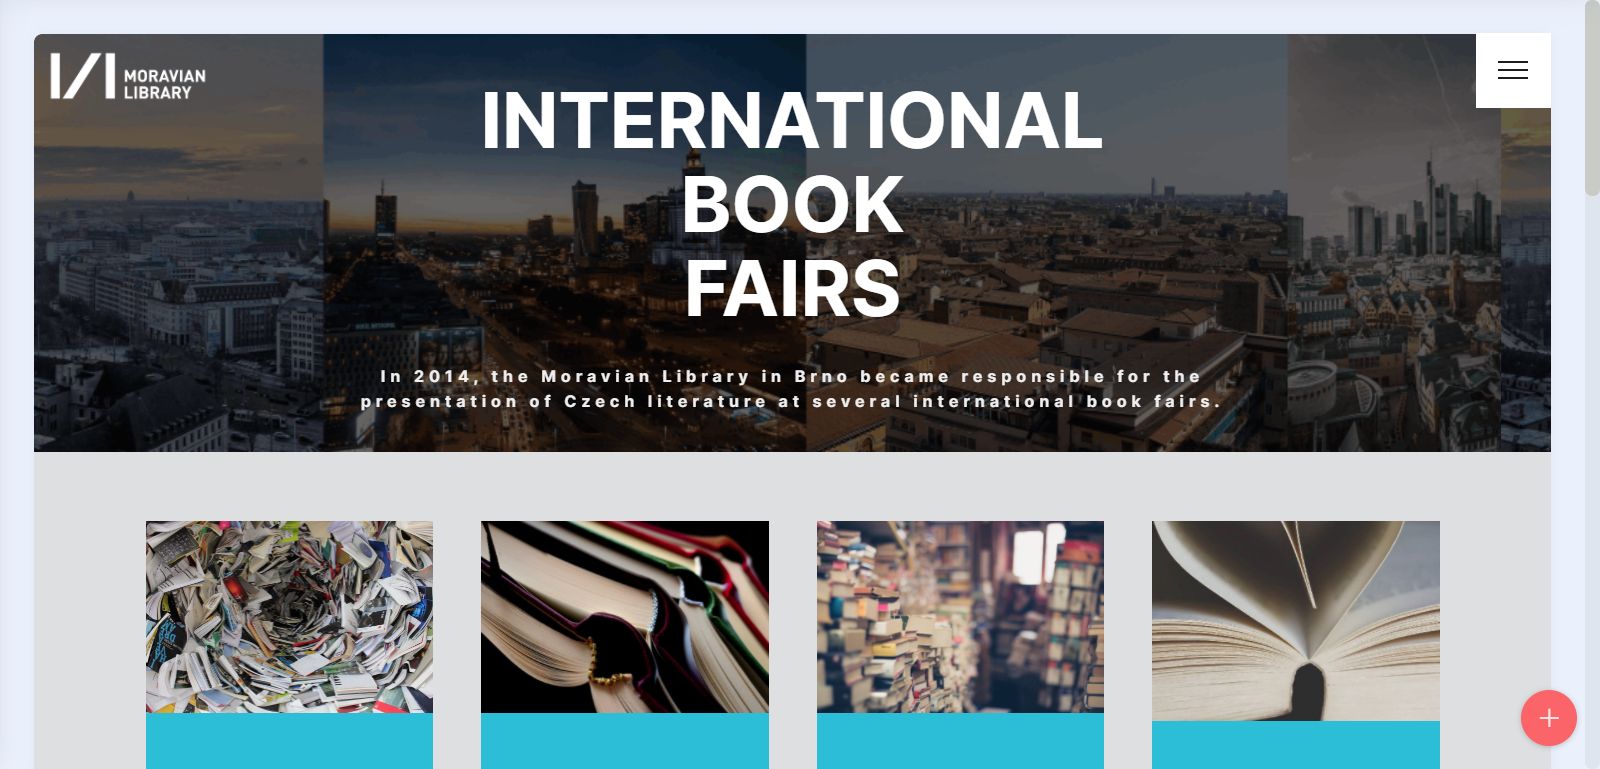 MORAVIAN
LIBRARY
INTERNATIONAL
BOOK
FAIRS
In 2014, the Moravian Library in Brno became responsible for the
presentation of Czech literature at several international book fairs.